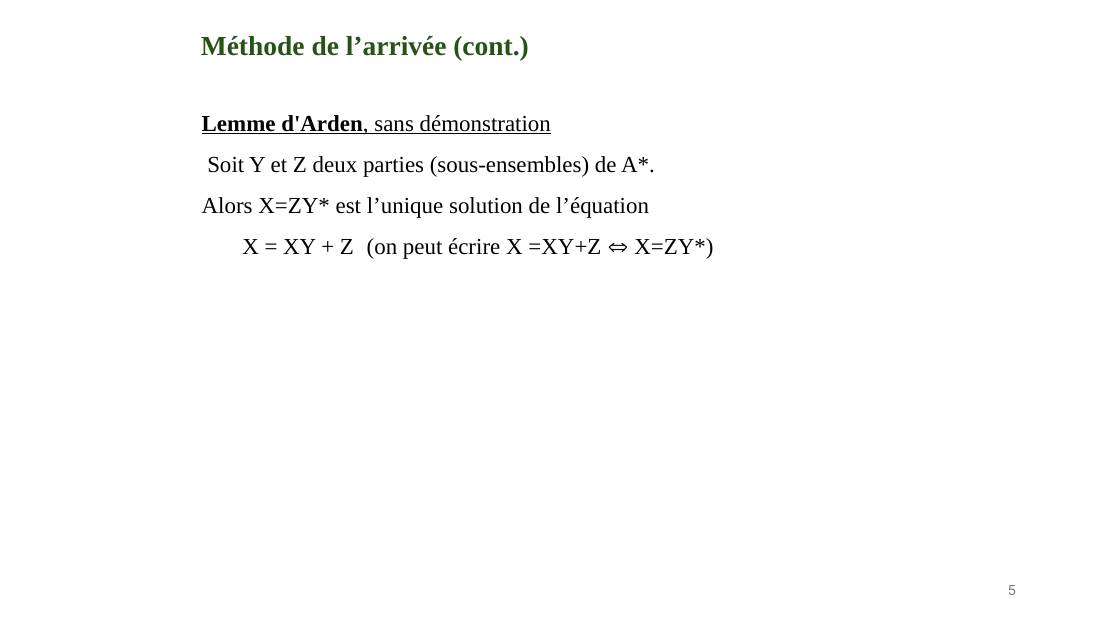 Méthode de l’arrivée (cont.)
Lemme d'Arden, sans démonstration
Soit Y et Z deux parties (sous-ensembles) de A*.
Alors X=ZY* est l’unique solution de l’équation
X = XY + Z (on peut écrire X =XY+Z ⇔ X=ZY*)
5